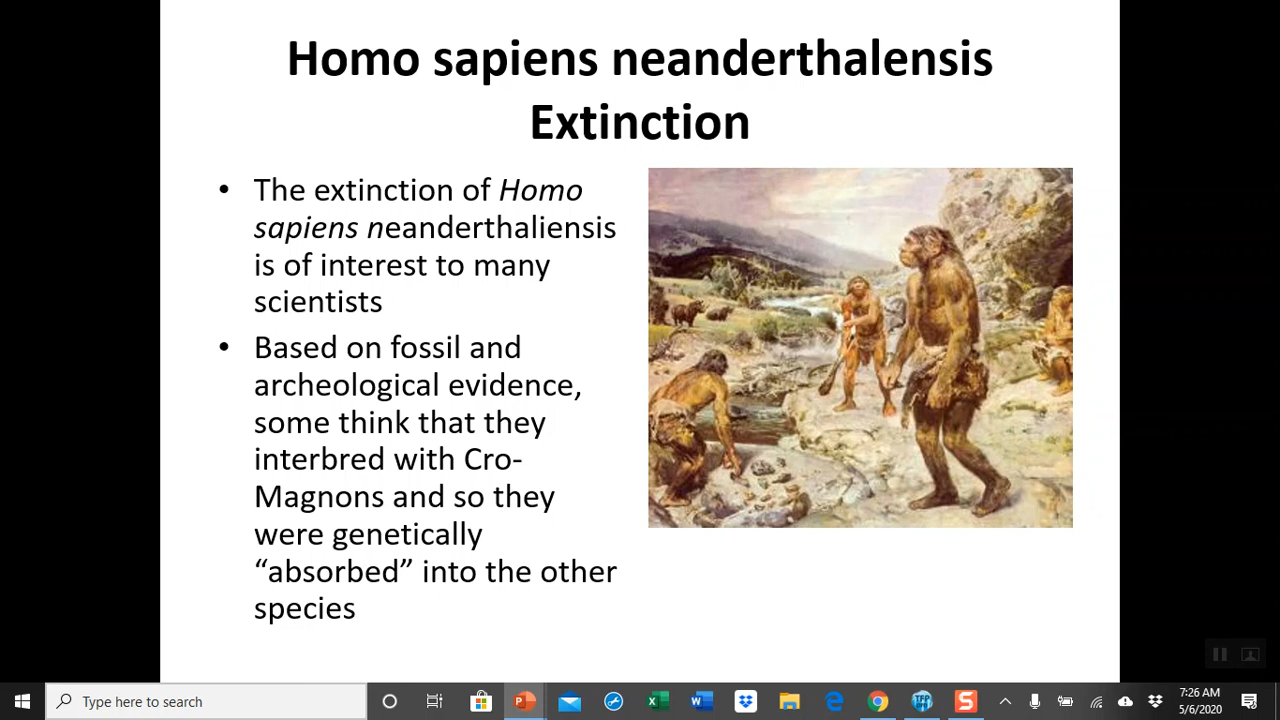 Homo sapiens neanderthalensis
Extinction
• The extinction of Homo
sapiens neanderthaliensis
is of interest to many
scientists
• Based on fossil and
archeological evidence,
some think that they
interbred with Cro-
Magnons and so they
were genetically
“absorbed” into the other
species
Type here to search
7:26 AM
5/6/2020